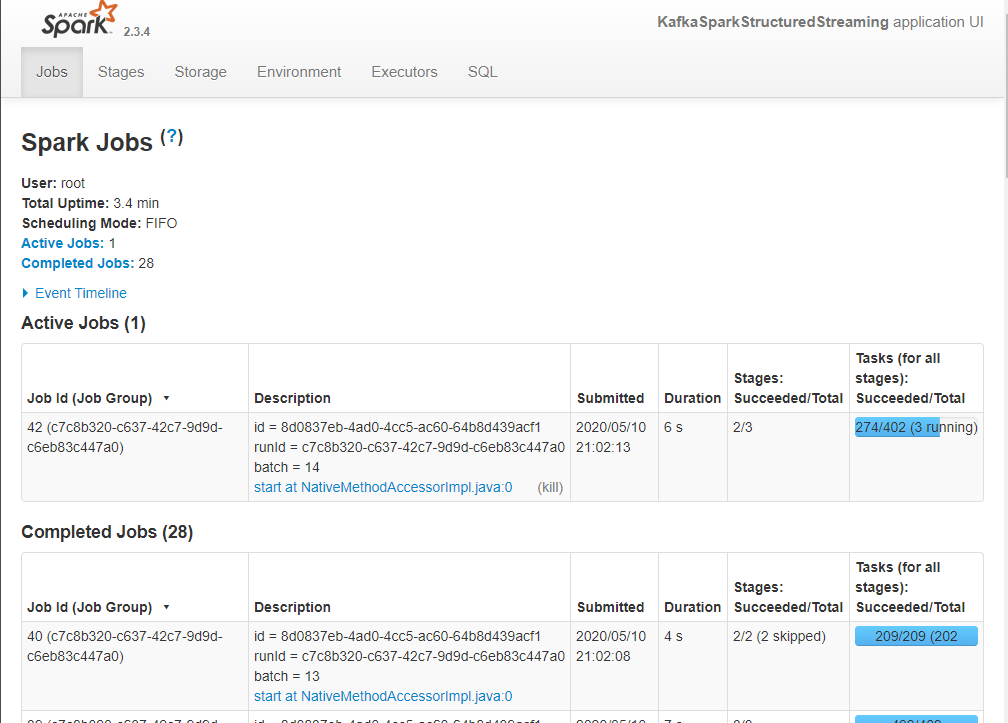 APACHE
Spark 2.3.4
KafkaSparkStructuredStreaming application UI
Jobs Stages Storage Environment Executors SQL
Spark Jobs (?)
User: root
Total Uptime: 3.4 min
Scheduling Mode: FIFO
Active Jobs: 1
Completed Jobs: 28
Event Timeline
Active Jobs (1)
Job Id (Job Group) ▾ Description Submitted Duration Stages: Succeeded/Total Tasks (for all stages): Succeeded/Total
42 (c7c8b320-c637-42c7-9d9d- id = 8d0837eb-4ad0-4cc5-ac60-64b8d439acf1 2020/05/10 6 s 2/3 274/402 (3 running)
c6eb83c447a0) runId = c7c8b320-c637-42c7-9d9d-c6eb83c447a0 21:02:13
batch = 14
start at NativeMethodAccessorImpl.java:0 (kill)
Completed Jobs (28)
Job Id (Job Group) ▾ Description Submitted Duration Stages: Succeeded/Total Tasks (for all stages): Succeeded/Total
40 (c7c8b320-c637-42c7-9d9d- id = 8d0837eb-4ad0-4cc5-ac60-64b8d439acf1 2020/05/10 4 s 2/2 (2 skipped) 209/209 (202
c6eb83c447a0) runId = c7c8b320-c637-42c7-9d9d-c6eb83c447a0 21:02:08
batch = 13
start at NativeMethodAccessorImpl.java:0